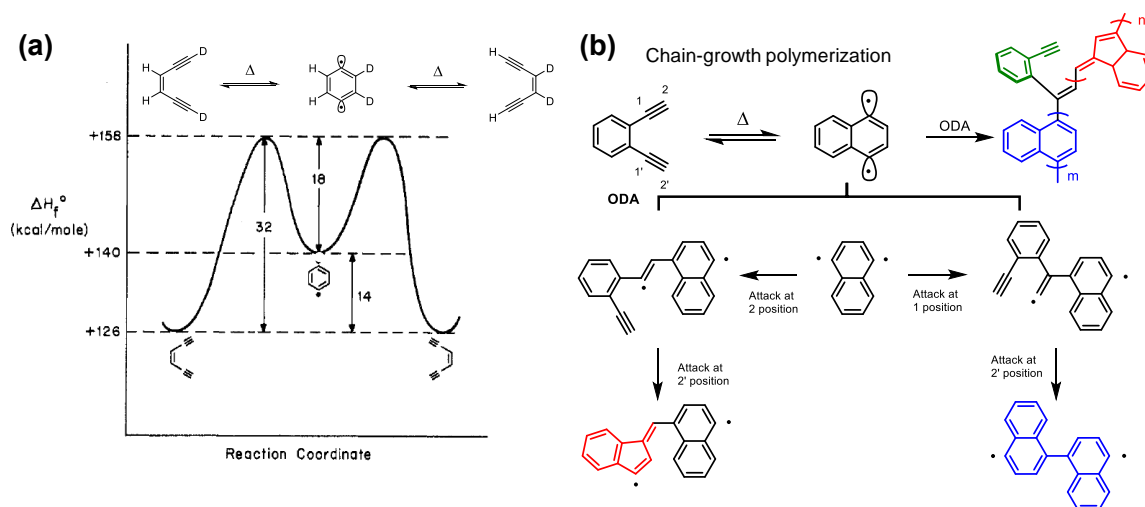 (a)
D
H
H
D
Δ
H
H
D
D
Δ
H
H
D
D
+158
+140
+126
ΔHf°
(kcal/mole)
32
18
14
Reaction Coordinate
(b)
Chain-growth polymerization
1
2
1'
2'
ODA
Δ
ODA
n
m
Attack at
2 position
Attack at
1 position
Attack at
2' position
Attack at
2' position